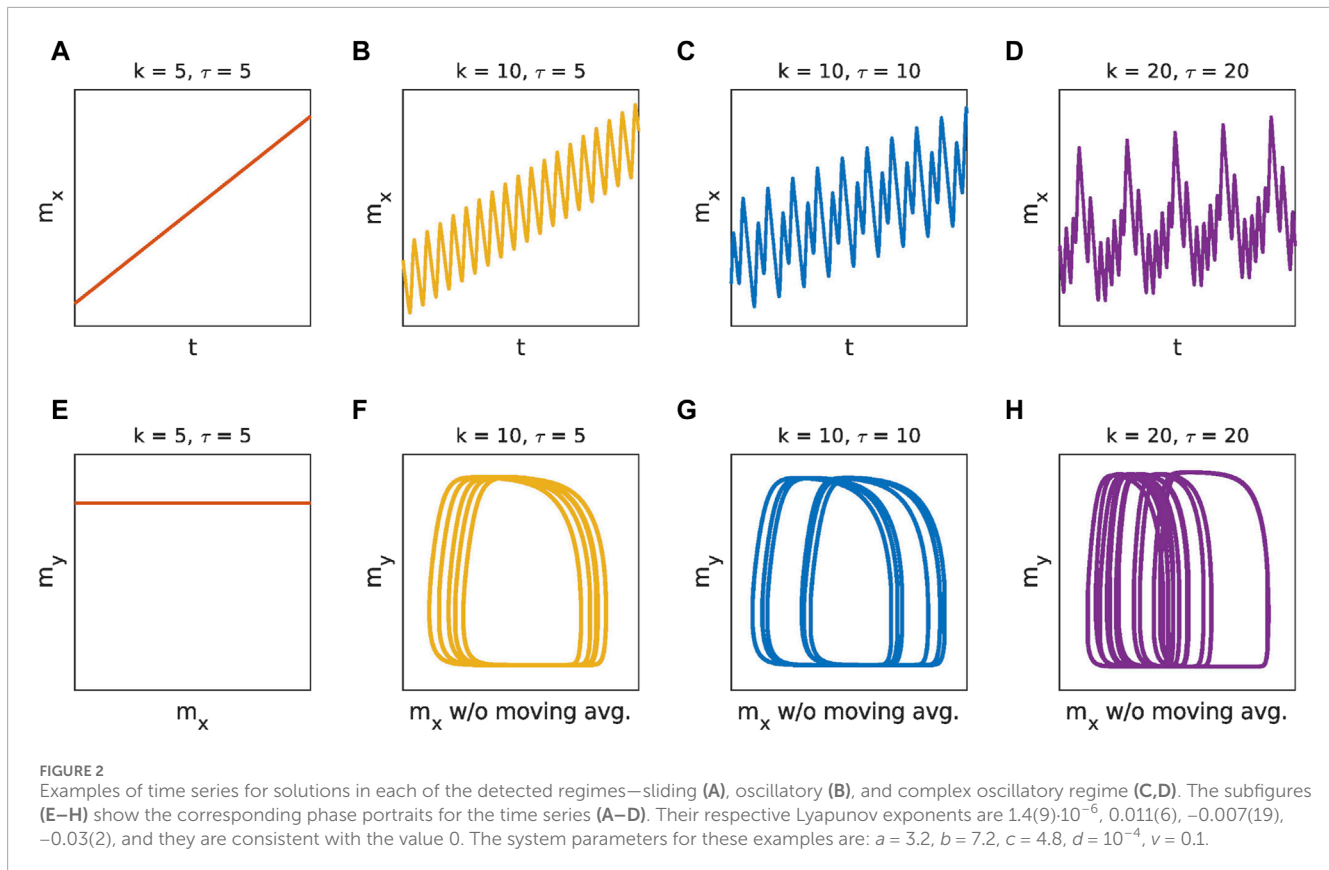 A
B
C
D
k = 5, τ = 5
k = 10, τ = 5
k = 10, τ = 10
k = 20, τ = 20
m_x
m_x
m_x
m_x
t
t
t
t
E
F
G
H
k = 5, τ = 5
k = 10, τ = 5
k = 10, τ = 10
k = 20, τ = 20
m_y
m_y
m_y
m_y
m_x
m_x w/o moving avg.
m_x w/o moving avg.
m_x w/o moving avg.
FIGURE 2
Examples of time series for solutions in each of the detected regimes—sliding (A), oscillatory (B), and complex oscillatory regime (C,D). The subfigures
(E–H) show the corresponding phase portraits for the time series (A–D). Their respective Lyapunov exponents are 1.4(9)·10⁻⁶, 0.011(6), −0.007(19),
−0.03(2), and they are consistent with the value 0. The system parameters for these examples are: a = 3.2, b = 7.2, c = 4.8, d = 10⁻⁴, v = 0.1.